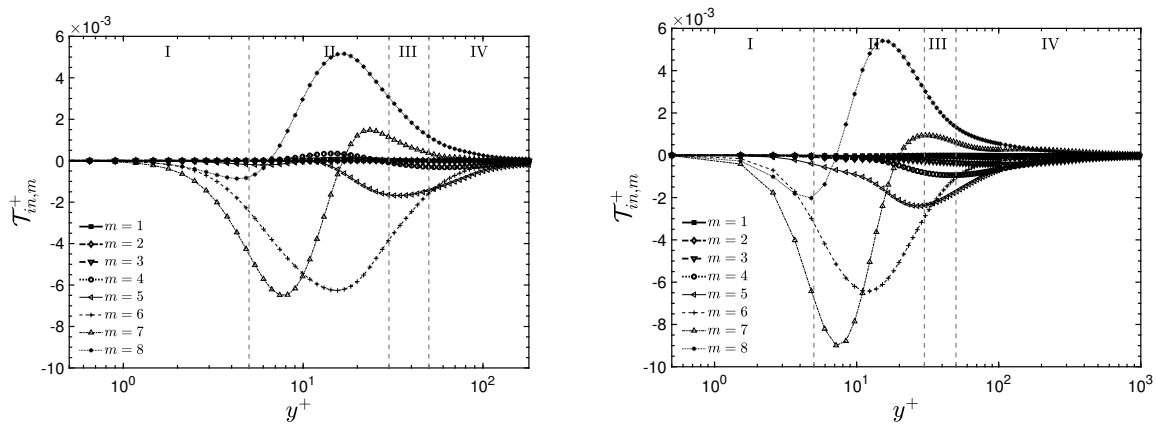 ×10⁻³
6
4
2
0
-2
-4
-6
-8
-10
I II III IV
𝒯⁺in,m
m = 1
m = 2
m = 3
m = 4
m = 5
m = 6
m = 7
m = 8
10⁰ 10¹ 10²
y⁺
×10⁻³
6
4
2
0
-2
-4
-6
-8
-10
I II III IV
𝒯⁺in,m
m = 1
m = 2
m = 3
m = 4
m = 5
m = 6
m = 7
m = 8
10⁰ 10¹ 10² 10³
y⁺